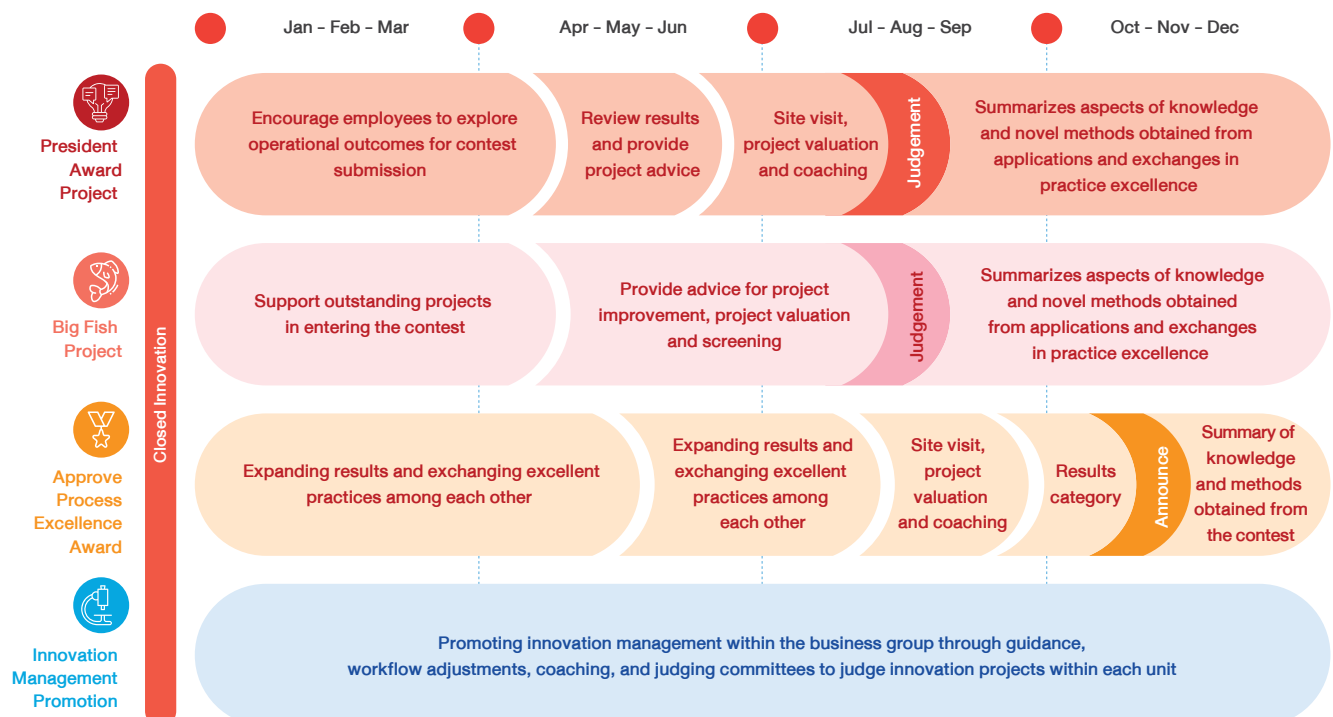 Jan - Feb - Mar
Apr - May - Jun
Jul - Aug - Sep
Oct - Nov - Dec
Closed Innovation
President
Award
Project
Encourage employees to explore
operational outcomes for contest
submission
Review results
and provide
project advice
Site visit,
project valuation
and coaching
Judgement
Summarizes aspects of knowledge
and novel methods obtained from
applications and exchanges in
practice excellence
Big Fish
Project
Support outstanding projects
in entering the contest
Provide advice for project
improvement, project valuation
and screening
Judgement
Summarizes aspects of knowledge
and novel methods obtained
from applications and exchanges
in practice excellence
Approve
Process
Excellence
Award
Expanding results and exchanging excellent
practices among each other
Expanding results and
exchanging excellent
practices among
each other
Site visit,
project
valuation
and coaching
Results
category
Announce
Summary of
knowledge
and methods
obtained from
the contest
Innovation
Management
Promotion
Promoting innovation management within the business group through guidance,
workflow adjustments, coaching, and judging committees to judge innovation projects within each unit